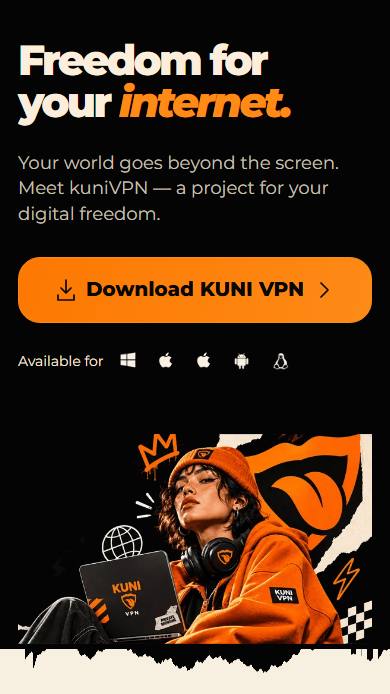 Freedom for
your internet.
Your world goes beyond the screen.
Meet kuniVPN — a project for your
digital freedom.
Download KUNI VPN
Available for
KUNI
VPN
KUNI
VPN